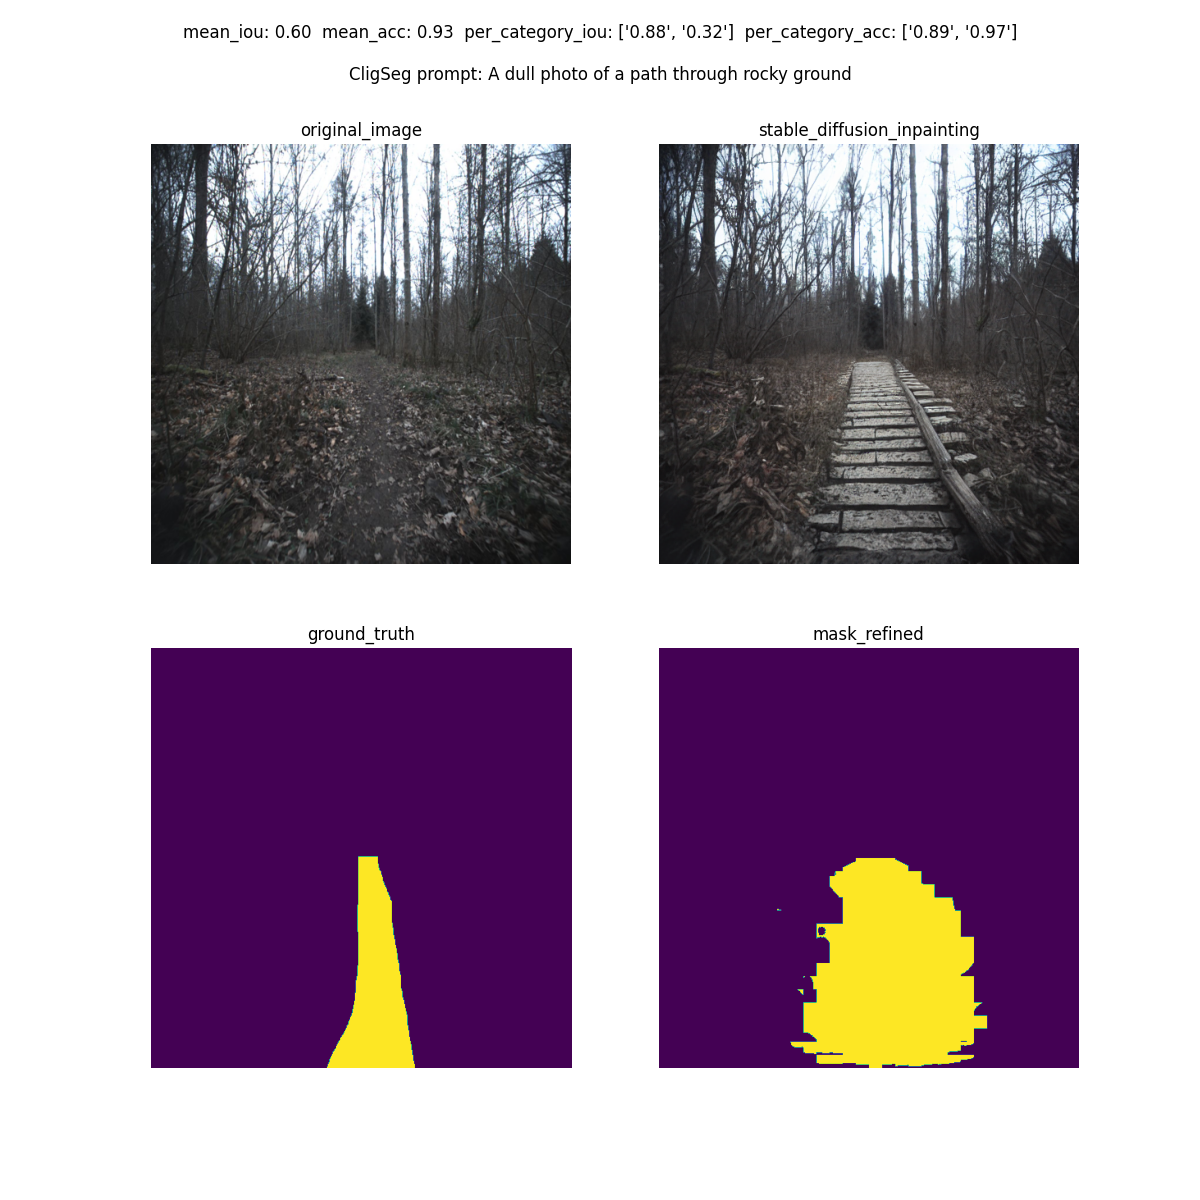 mean_iou: 0.60  mean_acc: 0.93  per_category_iou: ['0.88', '0.32']  per_category_acc: ['0.89', '0.97']
CligSeg prompt: A dull photo of a path through rocky ground
original_image
stable_diffusion_inpainting
ground_truth
mask_refined